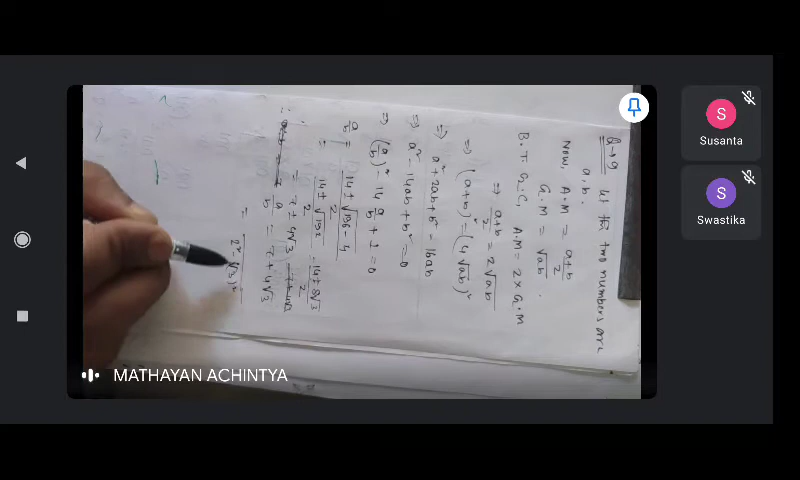 Q→9 Let the two numbers are
a, b.
Now, A.M = a+b/2
G.M = √ab.
B.T.Q.C, A.M = 2 × G.M
⇒ a+b/2 = 2√ab
⇒ (a+b)² = (4√ab)²
⇒ a²+2ab+b² = 16ab
⇒ a²-14ab+b² = 0
⇒ (a/b)² - 14 a/b + 1 = 0
a/b = 14±√196-4/2
= 14±√192/2 = 14±8√3/2
= 7±4√3
∴ a/b = 7+4√3
=
Susanta
Swastika
MATHAYAN ACHINTYA
S
S